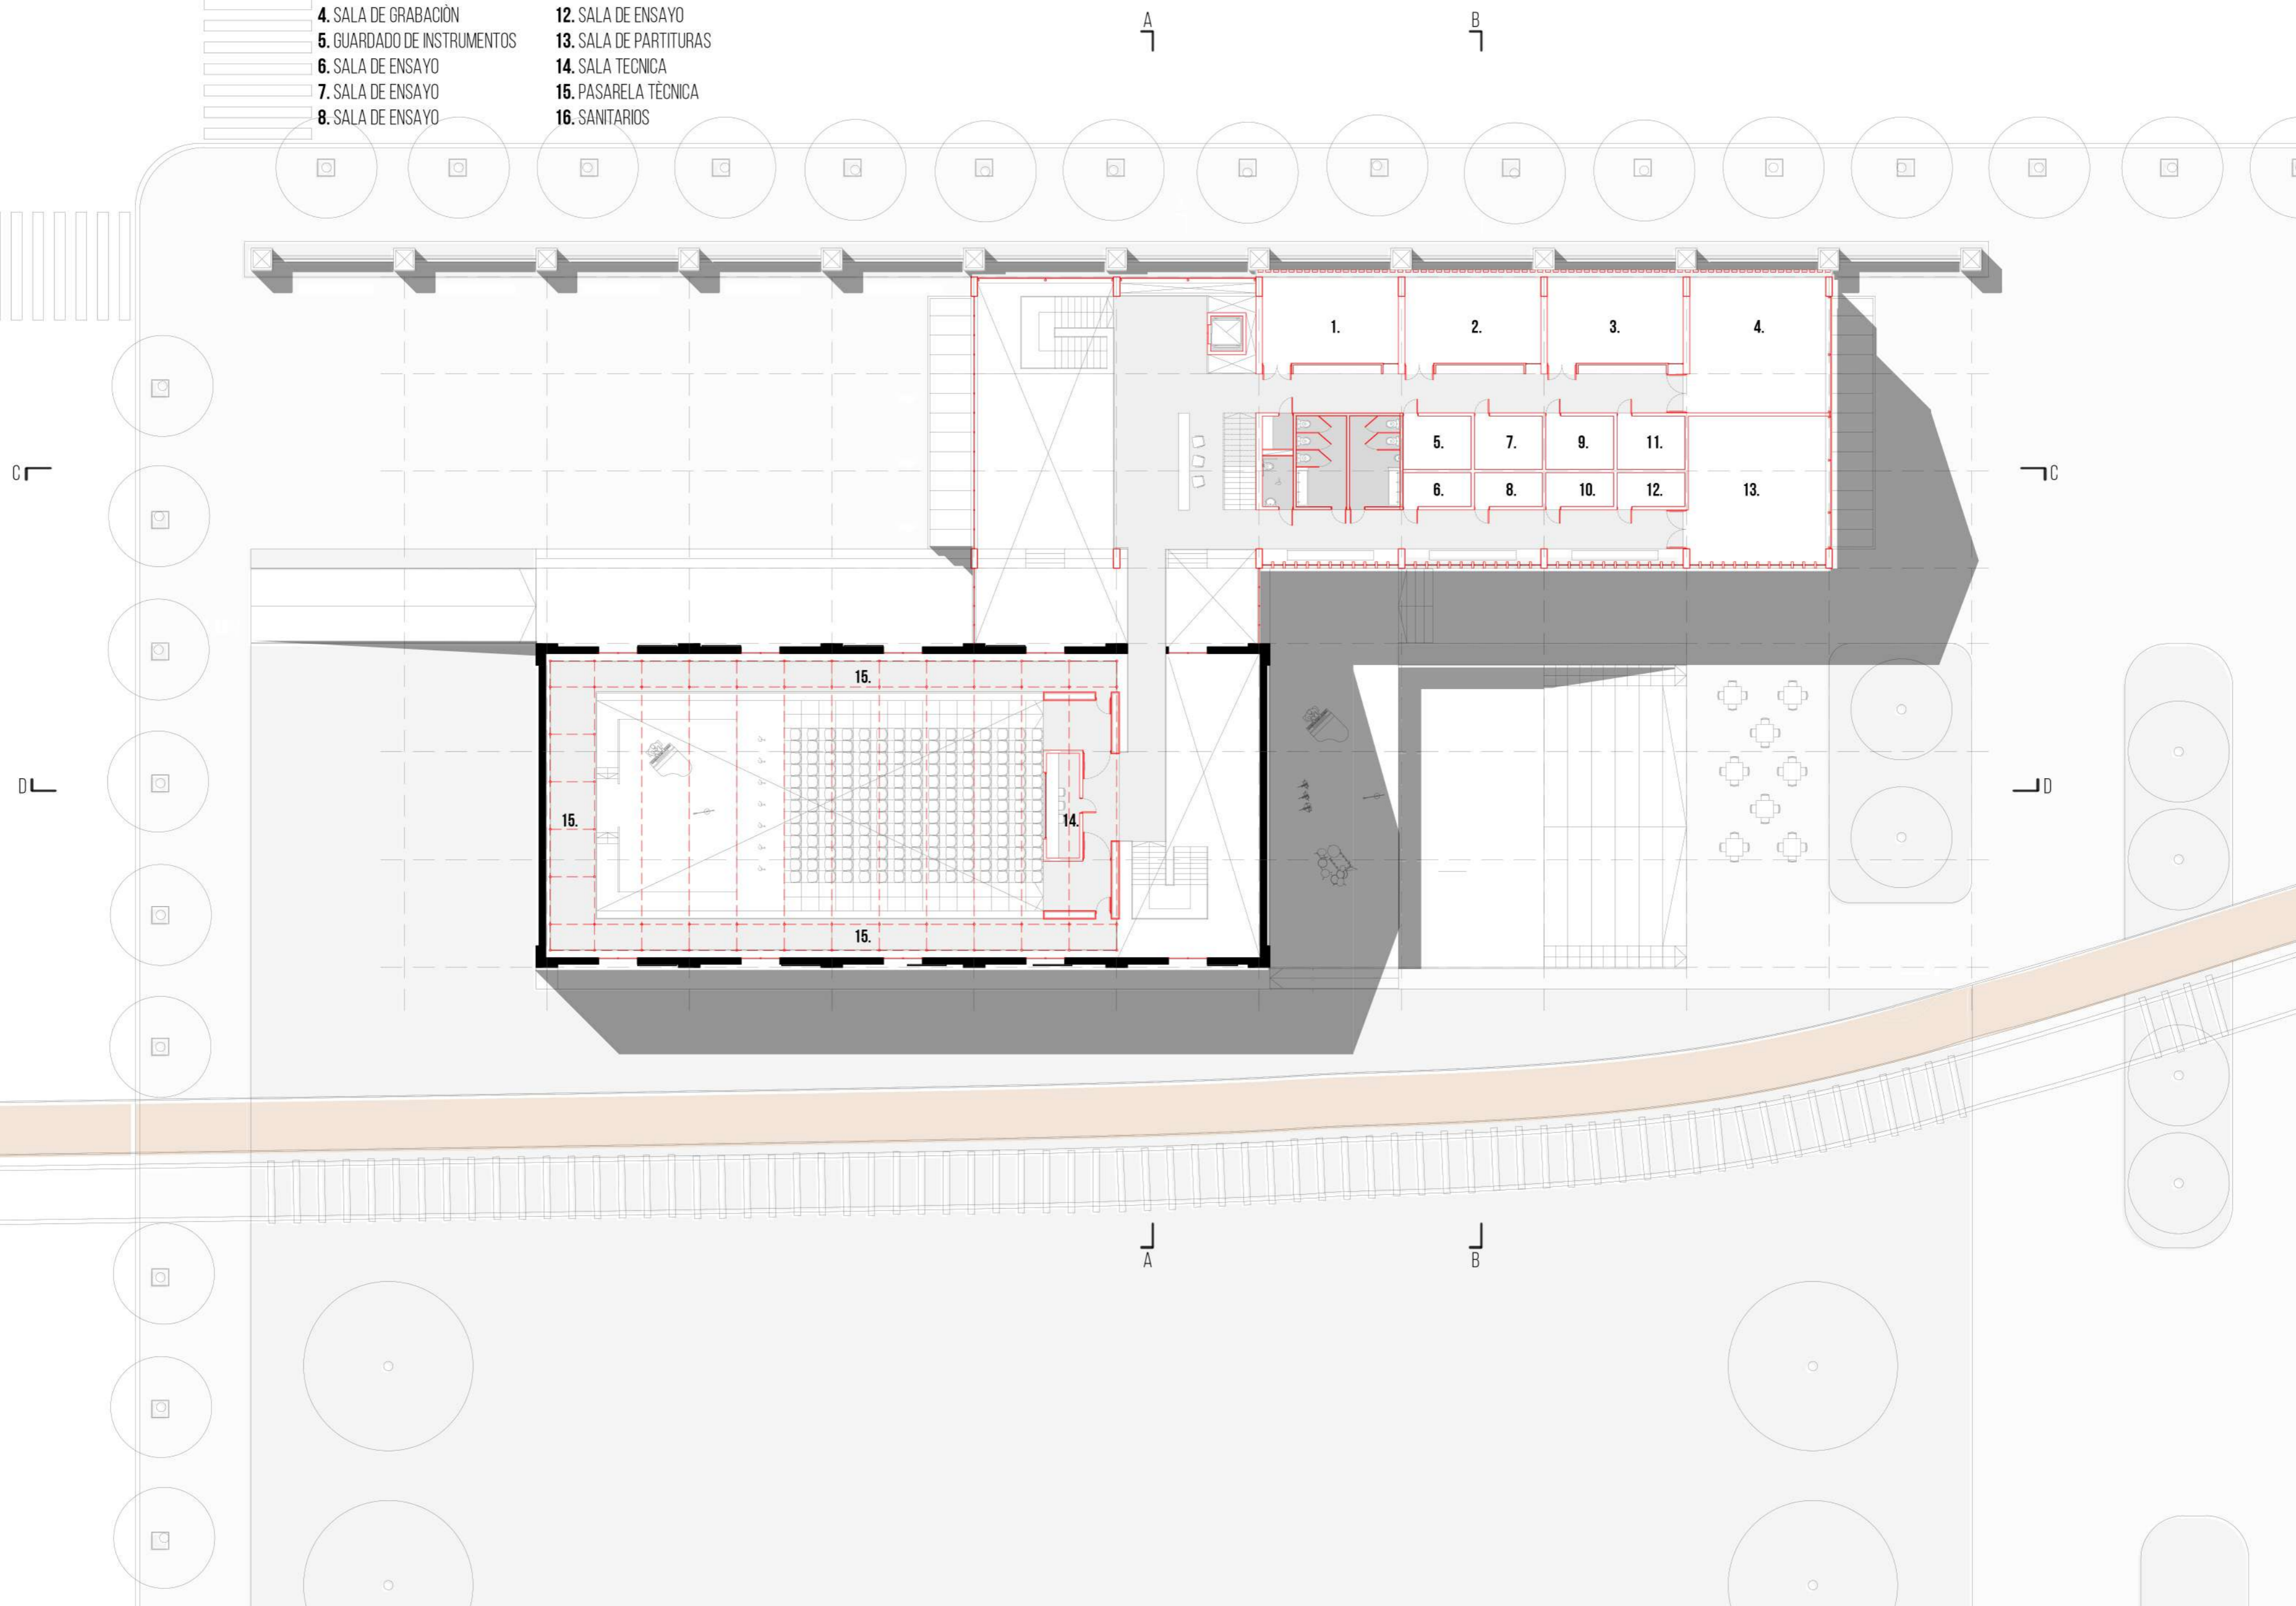 4. SALA DE GRABACIÒN
5. GUARDADO DE INSTRUMENTOS
6. SALA DE ENSAYO
7. SALA DE ENSAYO
8. SALA DE ENSAYO
12. SALA DE ENSAYO
13. SALA DE PARTITURAS
14. SALA TECNICA
15. PASARELA TÈCNICA
16. SANITARIOS
A
B
1.
2.
3.
4.
5.
7.
9.
11.
C
C
6.
8.
10.
12.
13.
15.
D
D
15.
14.
15.
A
B